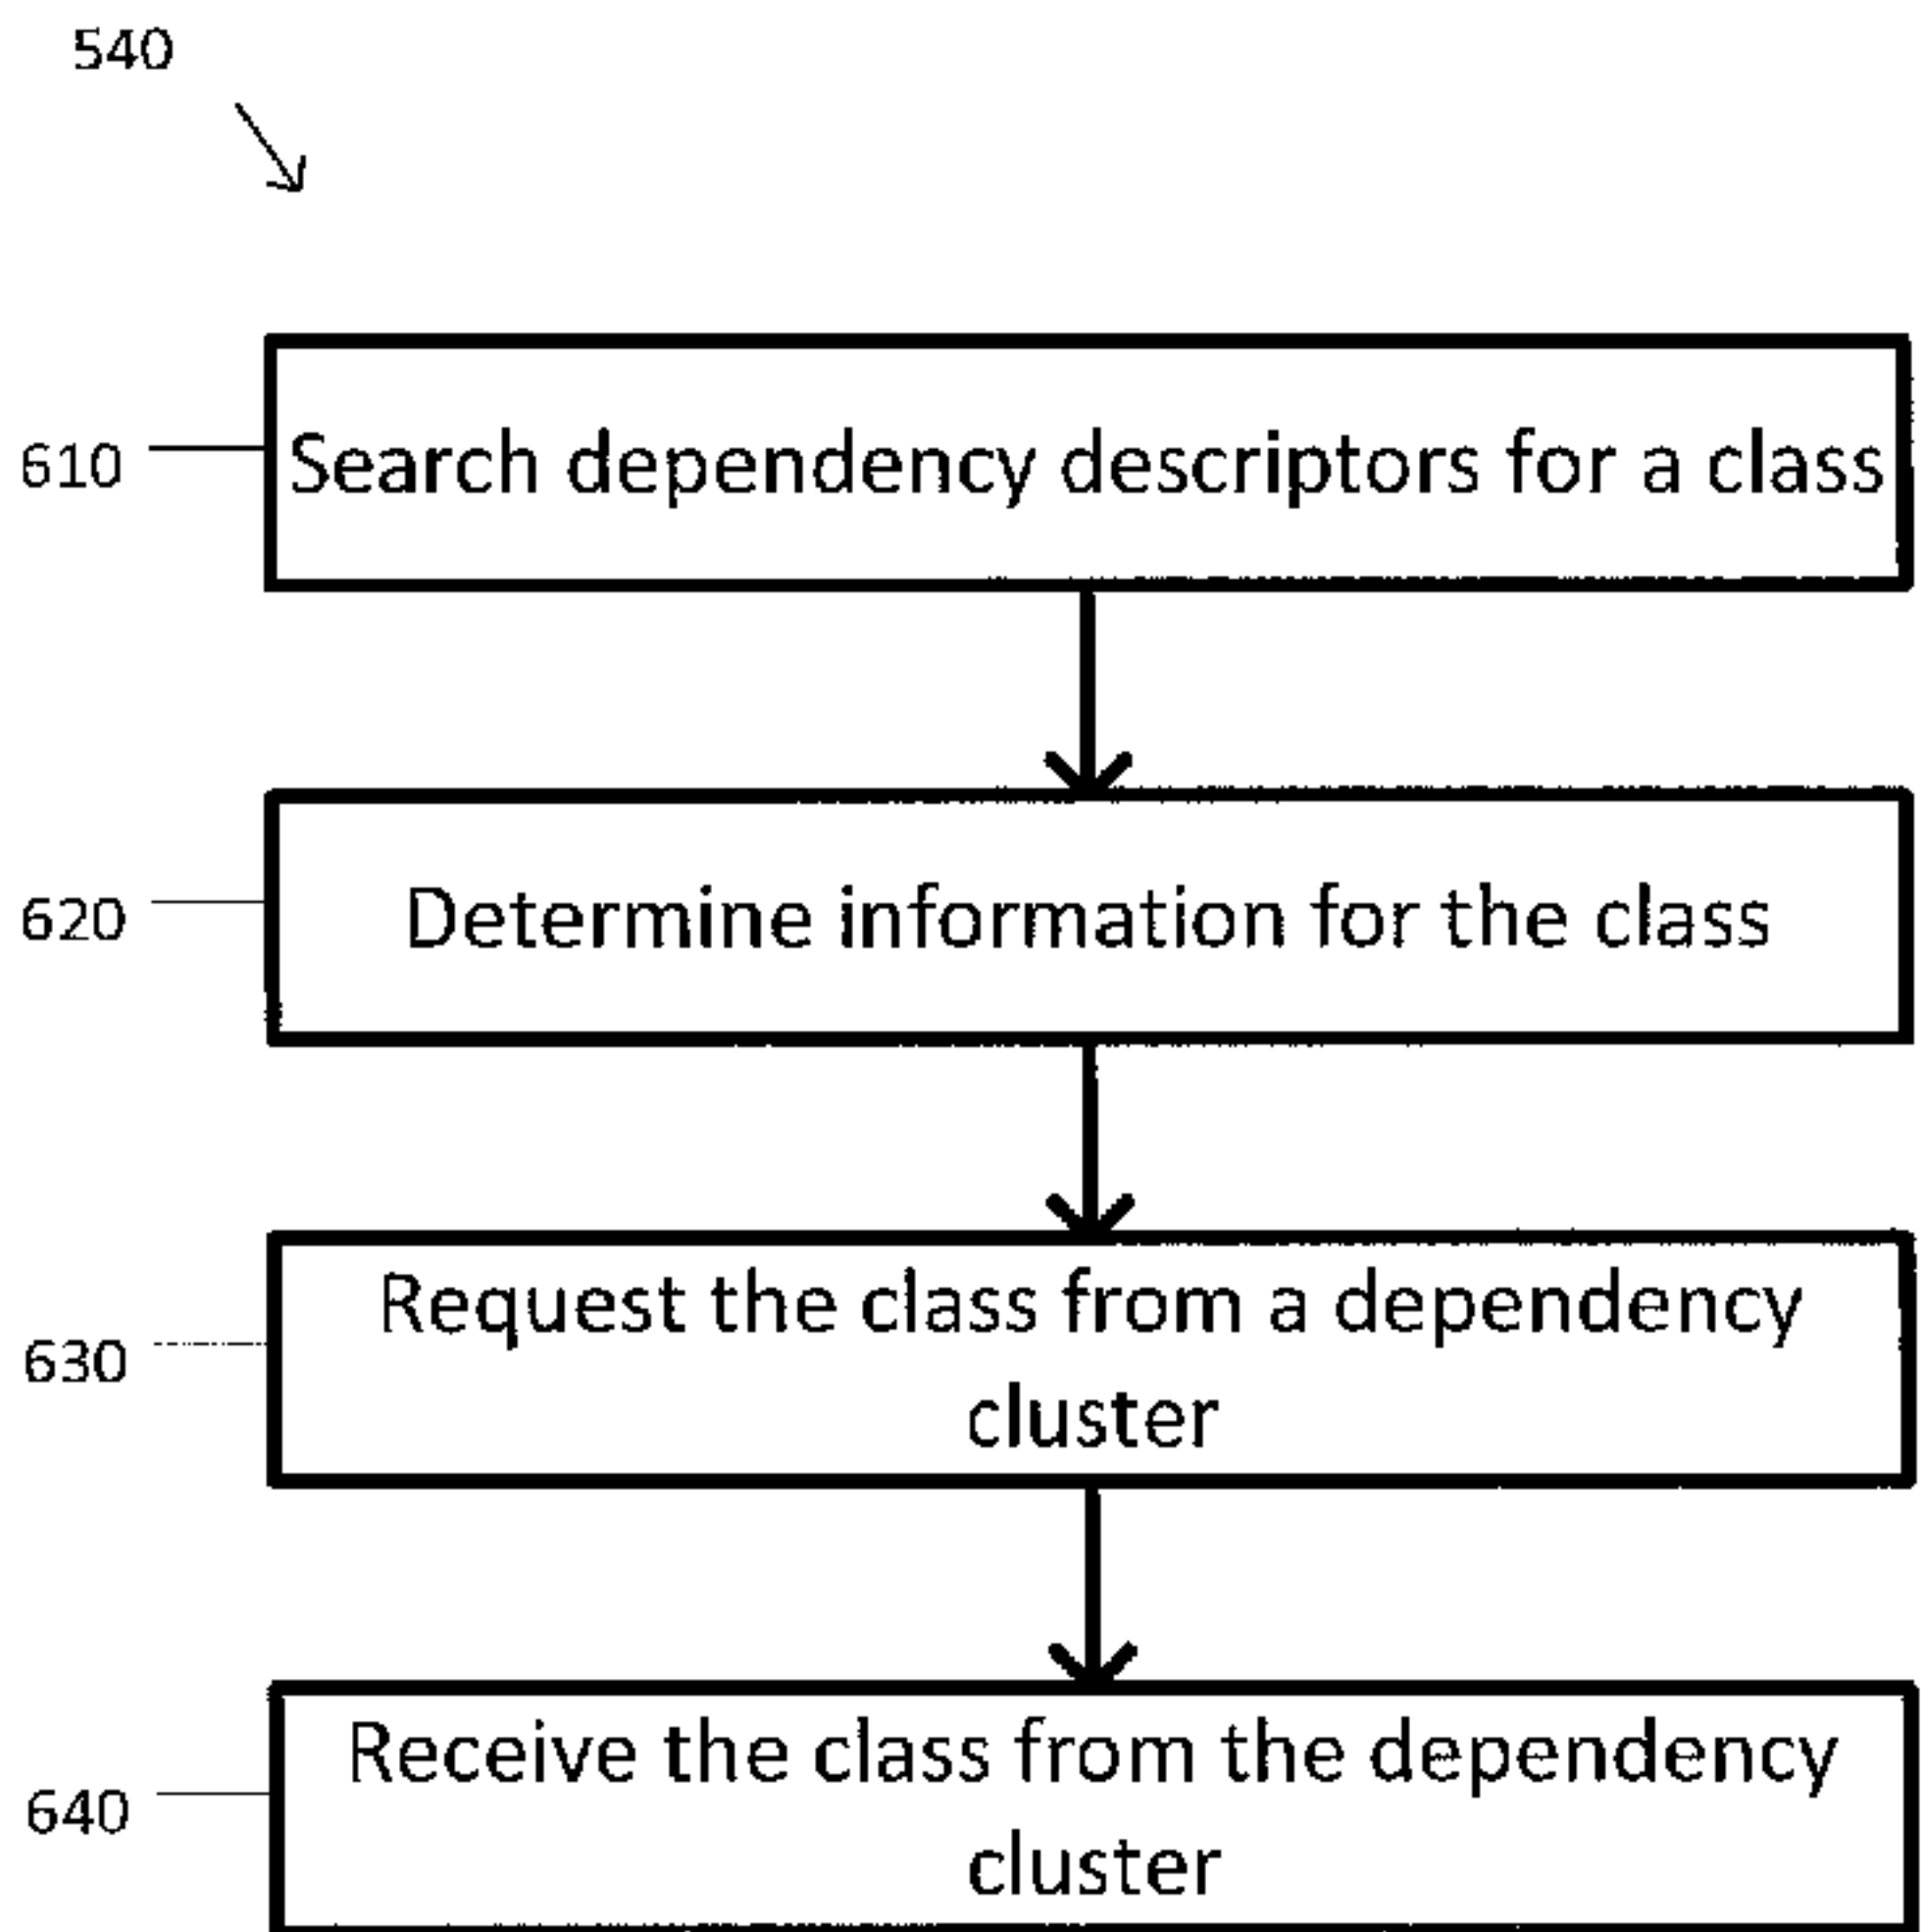 540
610
Search dependency descriptors for a class
620
Determine information for the class
630
Request the class from a dependency
cluster
640
Receive the class from the dependency
cluster